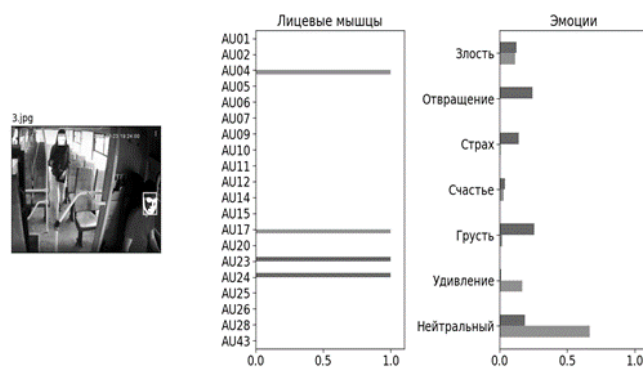 Лицевые мышцы
Эмоции
3.jpg
AU01
AU02
AU04
AU05
AU06
AU07
AU09
AU10
AU11
AU12
AU14
AU15
AU17
AU20
AU23
AU24
AU25
AU26
AU28
AU43
0.0 0.5 1.0
Злость
Отвращение
Страх
Счастье
Грусть
Удивление
Нейтральный
0.0 0.5 1.0